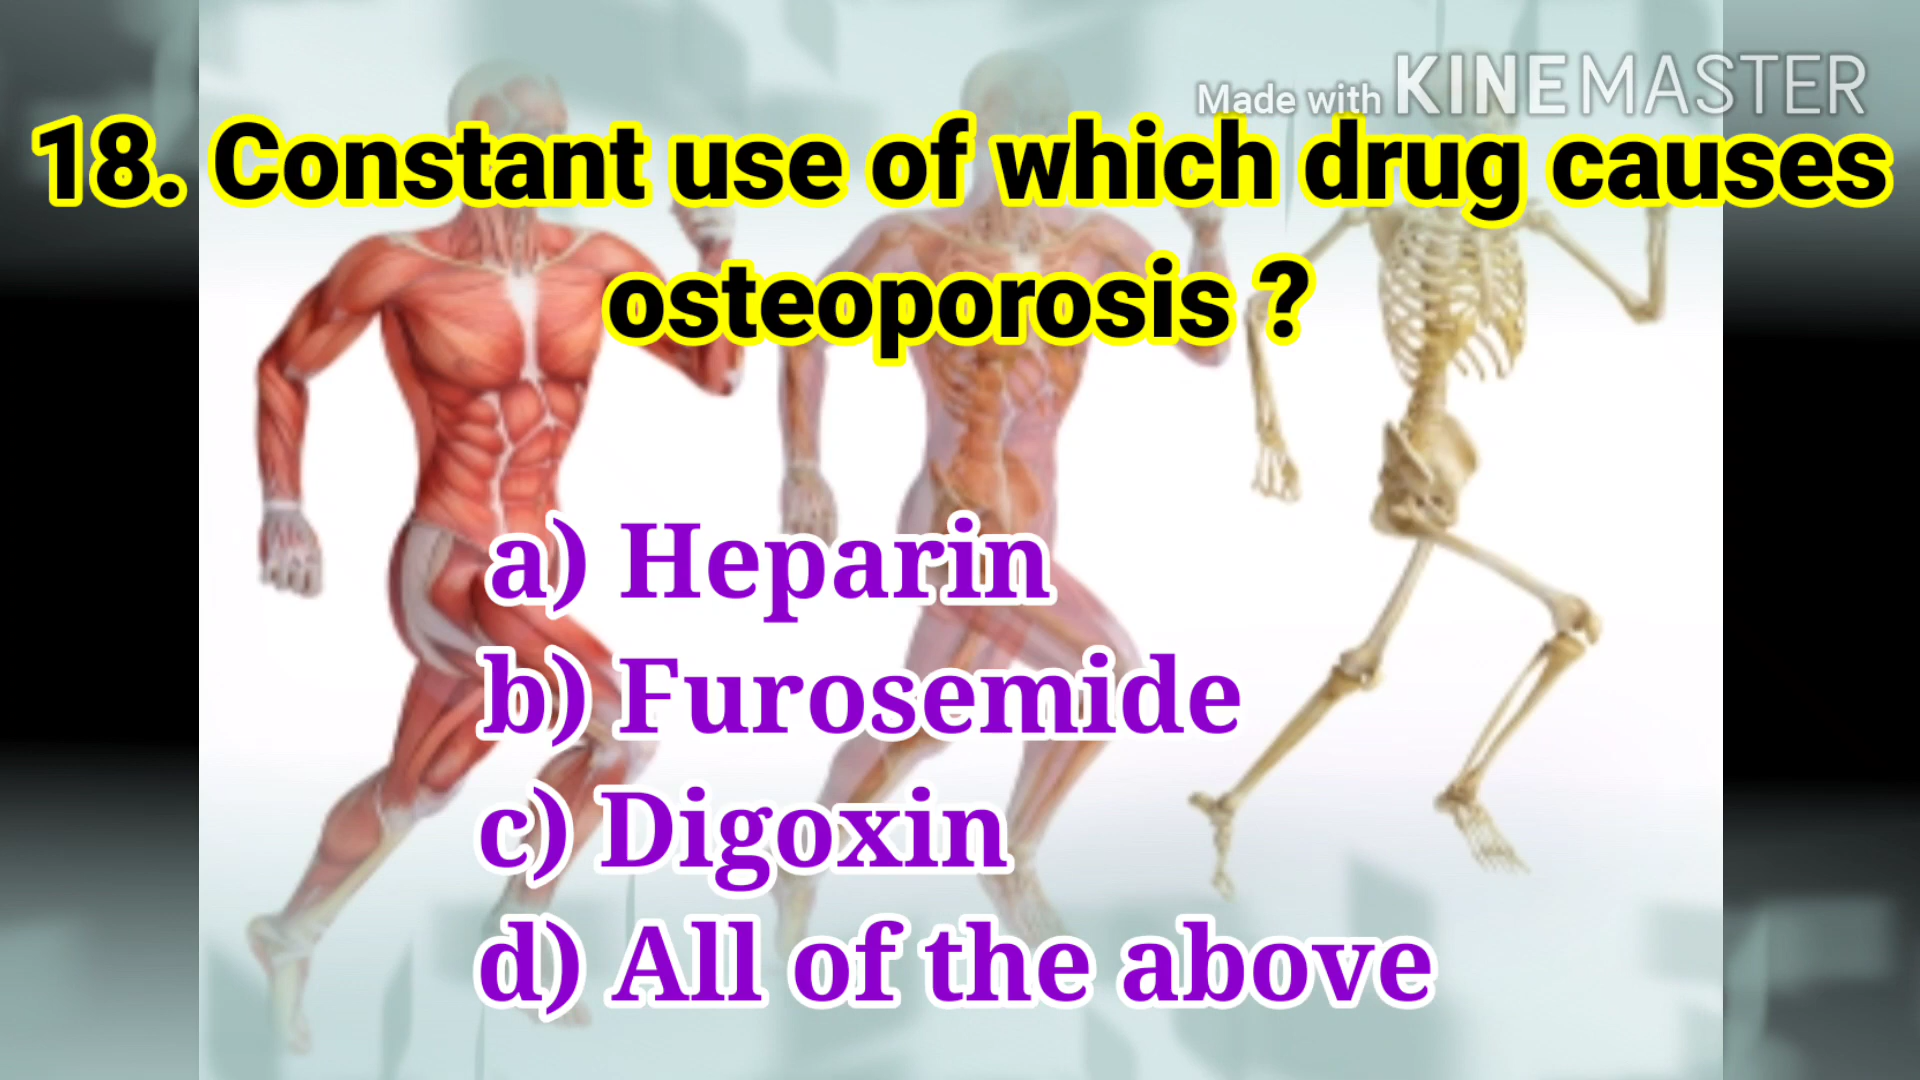 Made with KINEMASTER
18. Constant use of which drug causes
osteoporosis ?
a) Heparin
b) Furosemide
c) Digoxin
d) All of the above